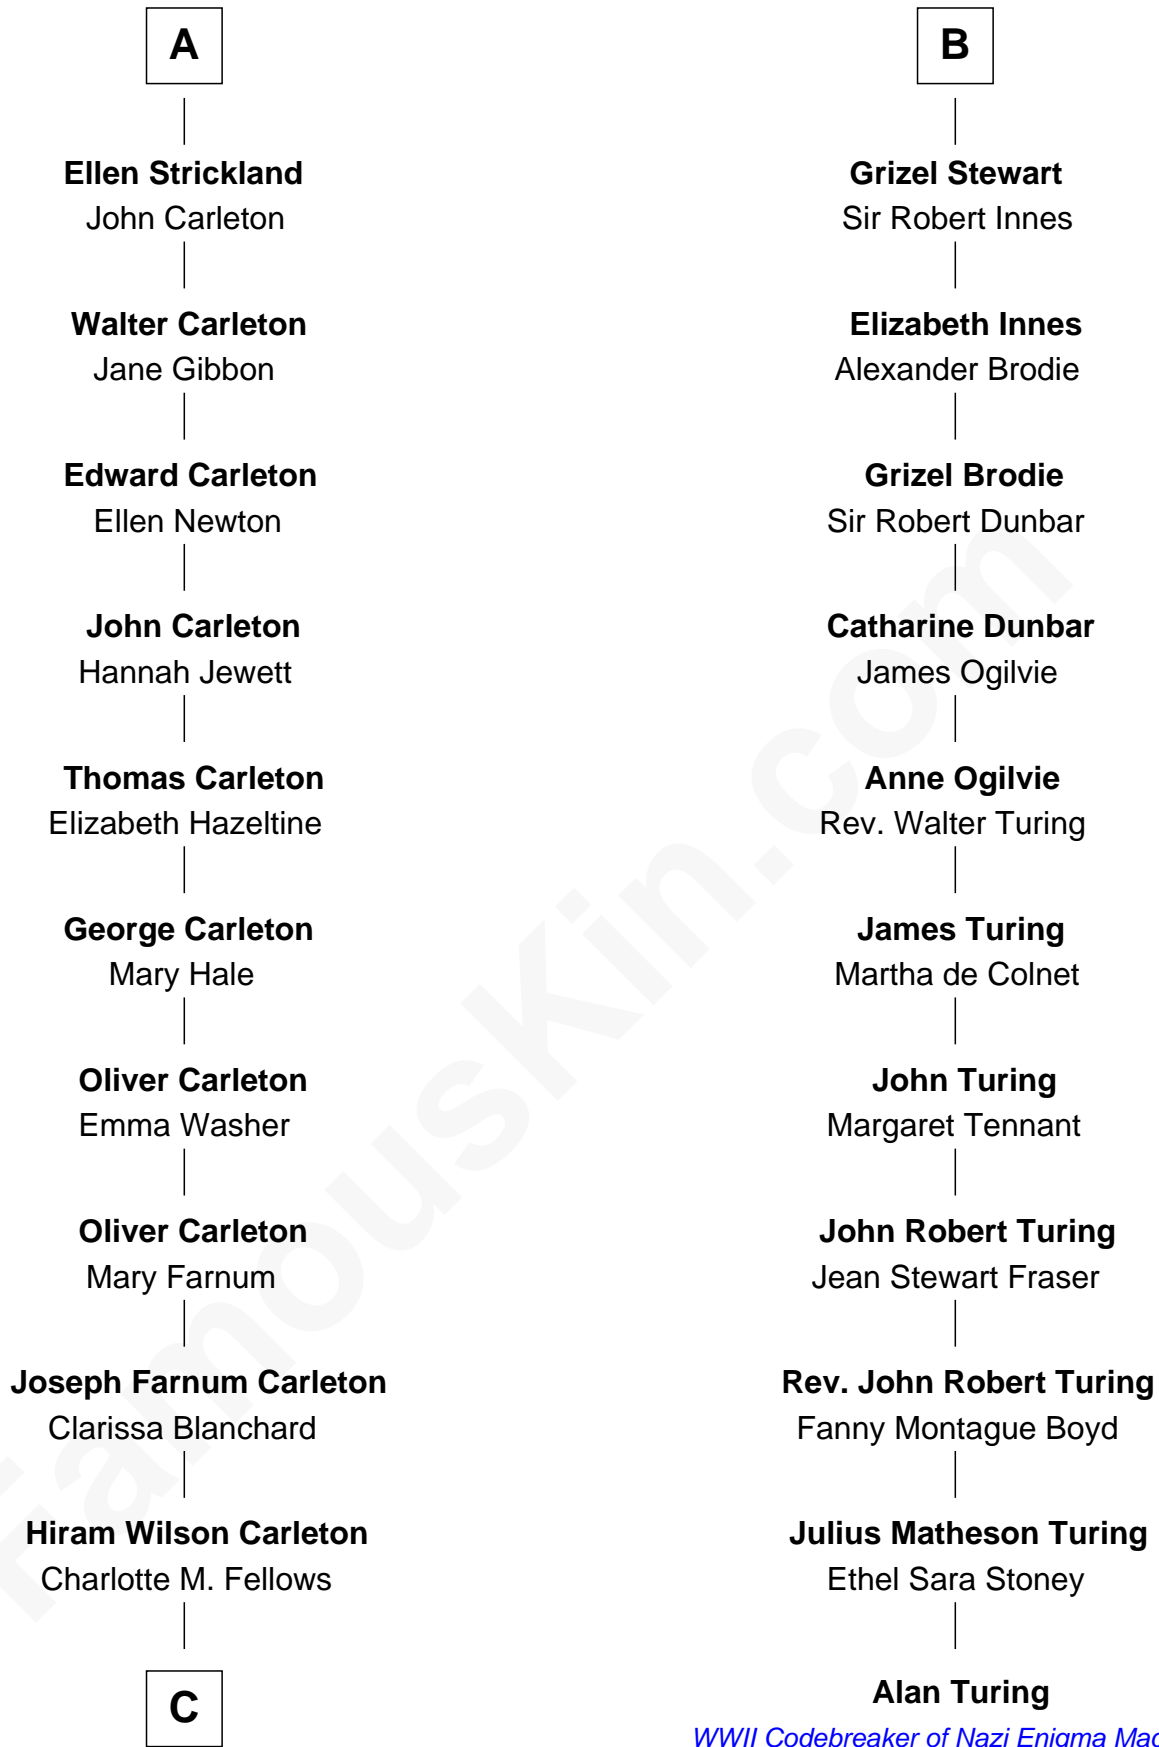 A
Ellen Strickland
John Carleton
Walter Carleton
Jane Gibbon
Edward Carleton
Ellen Newton
John Carleton
Hannah Jewett
Thomas Carleton
Elizabeth Hazeltine
George Carleton
Mary Hale
Oliver Carleton
Emma Washer
Oliver Carleton
Mary Farnum
Joseph Farnum Carleton
Clarissa Blanchard
Hiram Wilson Carleton
Charlotte M. Fellows
C
B
Grizel Stewart
Sir Robert Innes
Elizabeth Innes
Alexander Brodie
Grizel Brodie
Sir Robert Dunbar
Catharine Dunbar
James Ogilvie
Anne Ogilvie
Rev. Walter Turing
James Turing
Martha de Colnet
John Turing
Margaret Tennant
John Robert Turing
Jean Stewart Fraser
Rev. John Robert Turing
Fanny Montague Boyd
Julius Matheson Turing
Ethel Sara Stoney
Alan Turing
WWII Codebreaker of Nazi Enigma
FamousKin.com